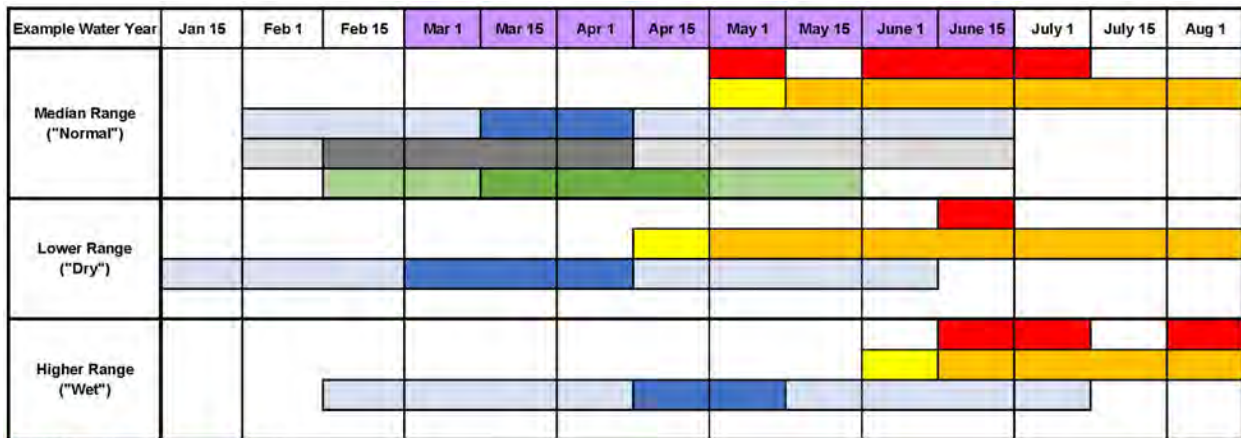 Example Water Year Jan 15 Feb 1 Feb 15 Mar 1 Mar 15 Apr 1 Apr 15 May 1 May 15 June 1 June 15 July 1 July 15 Aug 1
Median Range
("Normal")
Lower Range
("Dry")
Higher Range
("Wet")